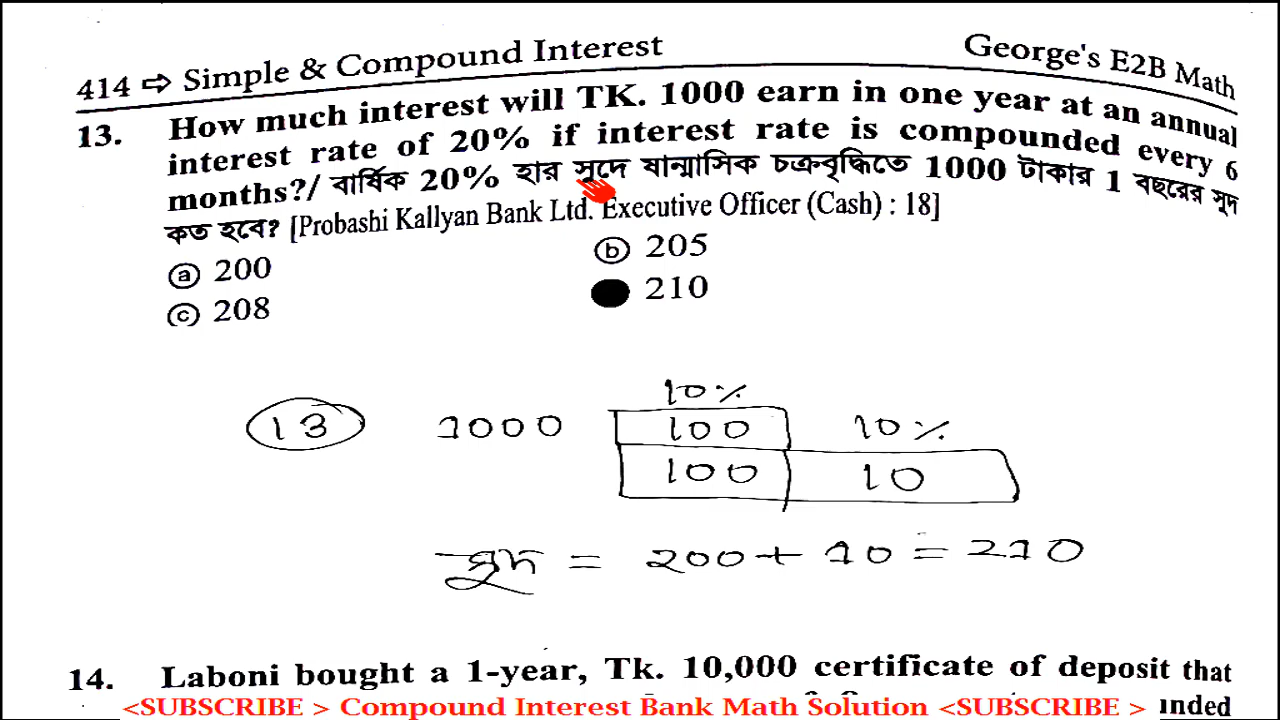 414 ⇨ Simple & Compound Interest
George's E2B Math
13. How much interest will TK. 1000 earn in one year at an annual
interest rate of 20% if interest rate is compounded every 6
months?/ বার্ষিক 20% হার সুদে ষান্মাসিক চক্রবৃদ্ধিতে 1000 টাকার 1 বছরের সুদ
কত হবে? [Probashi Kallyan Bank Ltd. Executive Officer (Cash) : 18]
ⓐ 200
ⓑ 205
ⓒ 208
210
10%
13 1000 100 10%
100 10
সুদ = 200 + 10 = 210
14. Laboni bought a 1-year, Tk. 10,000 certificate of deposit that
<SUBSCRIBE > Compound Interest Bank Math Solution <SUBSCRIBE > unded